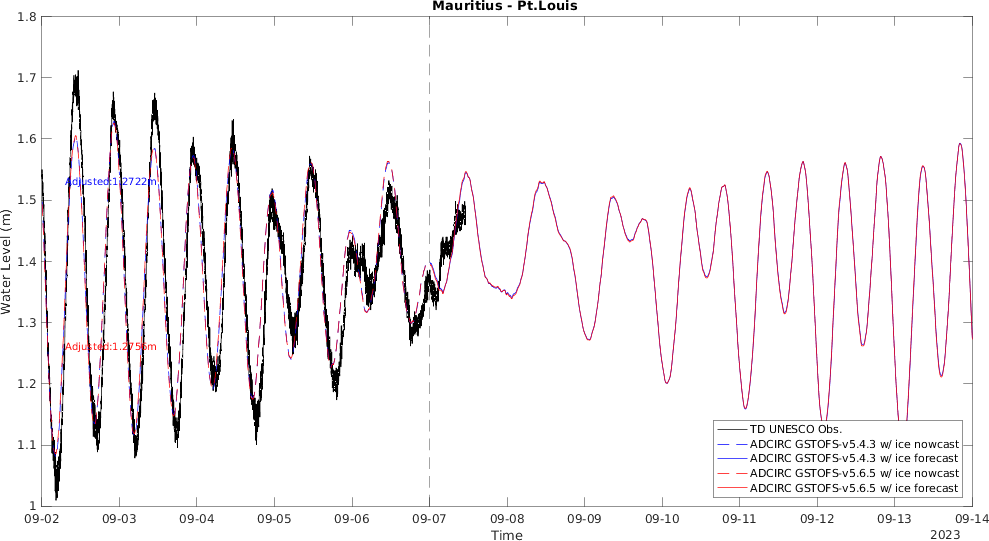 Mauritius - Pt.Louis
1.8
1.7
1.6
1.5
1.4
1.3
1.2
1.1
1
Water Level (m)
Adjusted:1.2722m
Adjusted:1.2756m
TD UNESCO Obs.
ADCIRC GSTOFS-v5.4.3 w/ ice nowcast
ADCIRC GSTOFS-v5.4.3 w/ ice forecast
ADCIRC GSTOFS-v5.6.5 w/ ice nowcast
ADCIRC GSTOFS-v5.6.5 w/ ice forecast
09-02 09-03 09-04 09-05 09-06 09-07 09-08 09-09 09-10 09-11 09-12 09-13 09-14
Time
2023